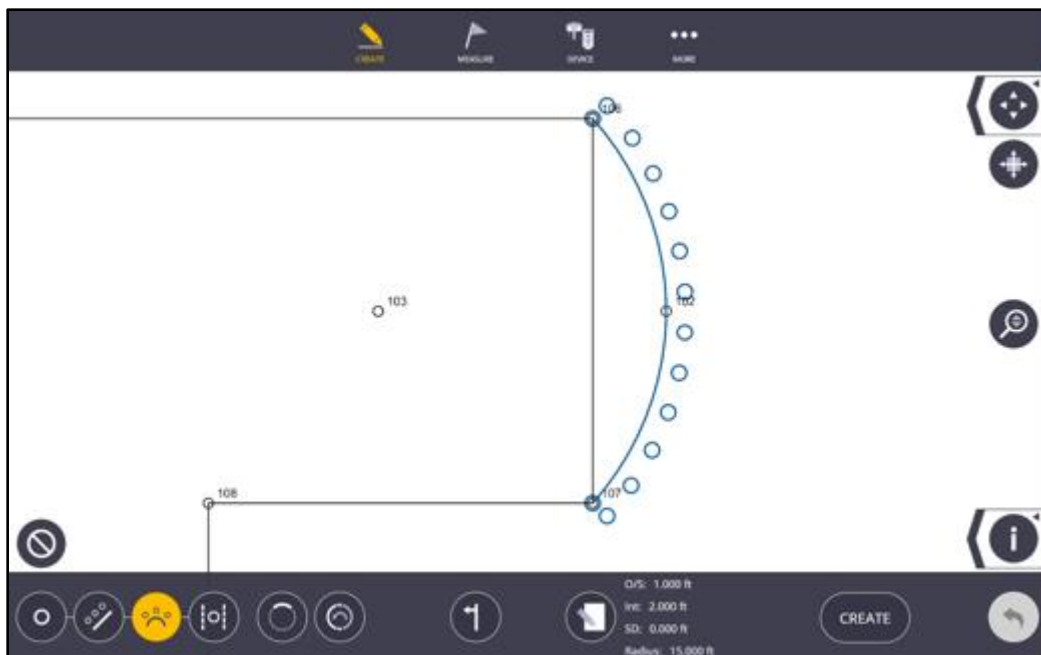 CREATE
MEASURE
DEVICE
MORE
106
103
102
108
107
O/S: 1.000 ft
Int: 2.000 ft
SD: 0.000 ft
Radius: 15.000 ft
CREATE
i